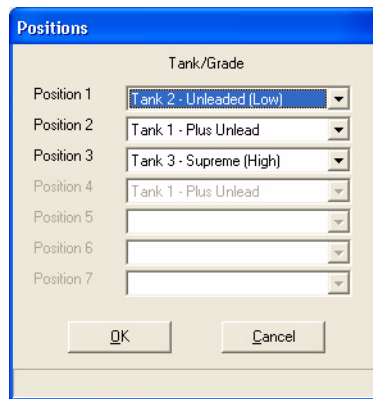 Positions
Tank/Grade
Position 1 Tank 2 - Unleaded (Low)
Position 2 Tank 1 - Plus Unlead
Position 3 Tank 3 - Supreme (High)
Position 4 Tank 1 - Plus Unlead
Position 5
Position 6
Position 7
OK Cancel